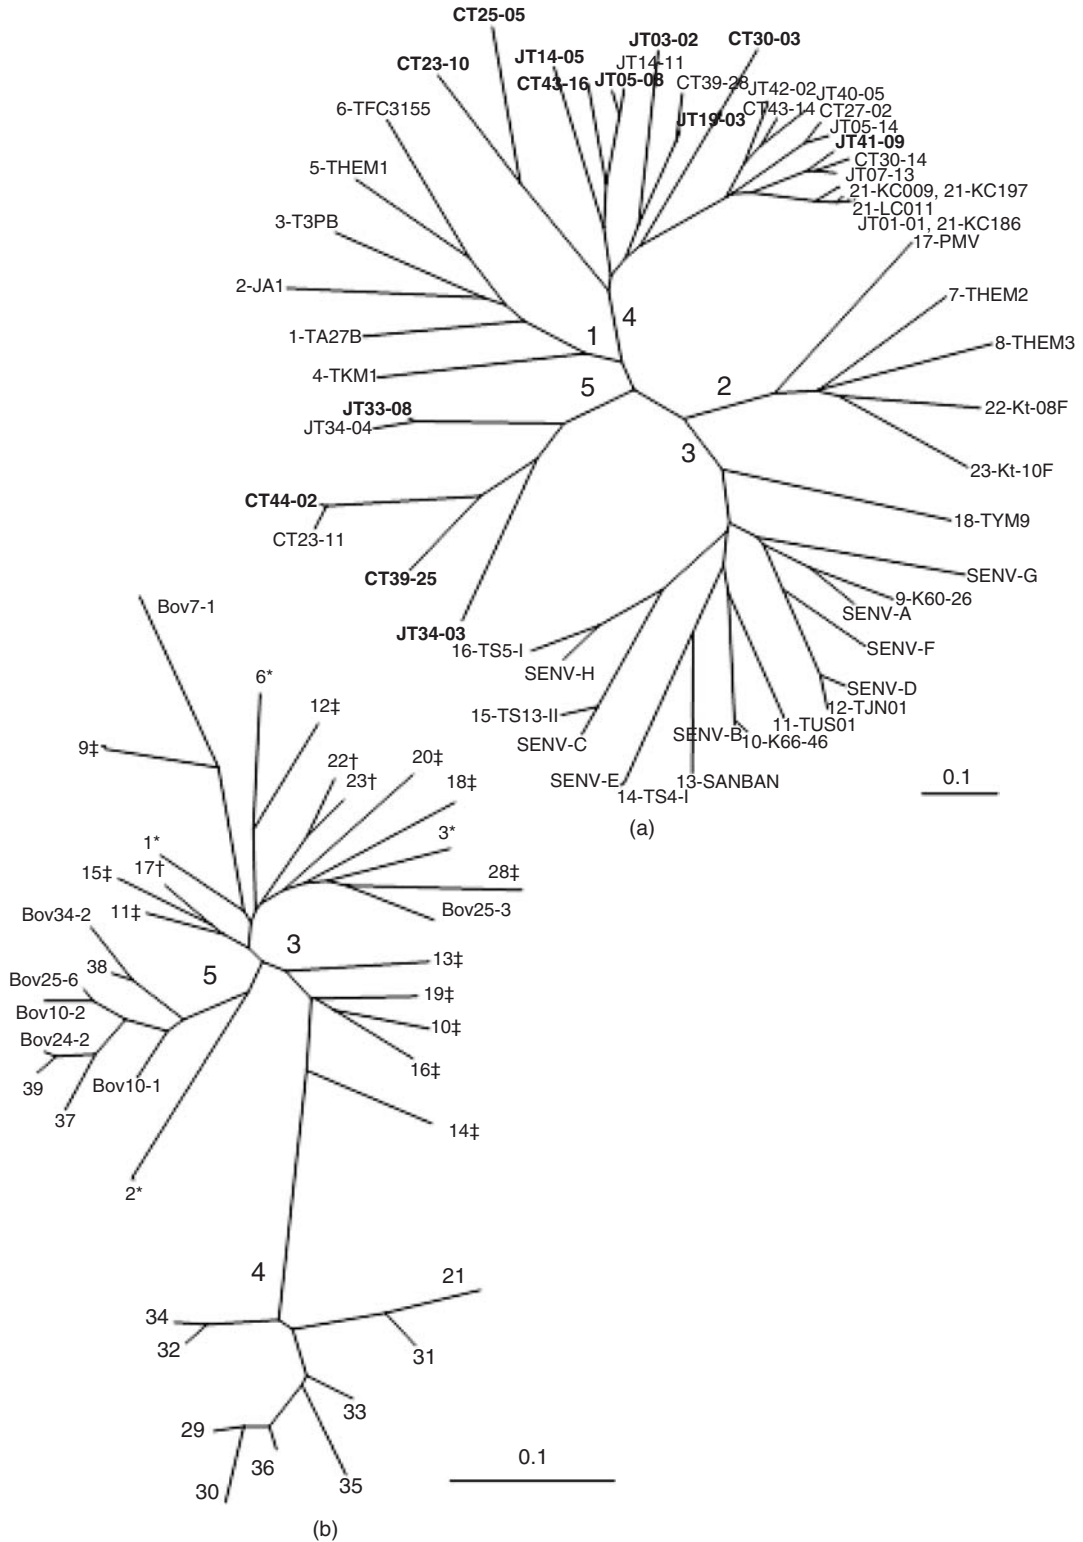 CT25-05
CT23-10
JT14-05
JT03-02
CT30-03
JT14-11
CT43-16
JT05-08
CT39-28
JT42-02
JT40-05
6-TFC3155
JT19-03
CT43-14
CT27-02
JT05-14
JT41-09
5-THEM1
CT30-14
JT07-13
21-KC009, 21-KC197
21-LC011
3-T3PB
JT01-01, 21-KC186
17-PMV
2-JA1
7-THEM2
1-TA27B
1
4
8-THEM3
4-TKM1
5
2
JT33-08
JT34-04
22-Kt-08F
3
23-Kt-10F
CT44-02
18-TYM9
CT23-11
CT39-25
SENV-G
9-K60-26
SENV-A
JT34-03
16-TS5-I
SENV-F
SENV-H
SENV-D
12-TJN01
15-TS13-II
11-TUS01
SENV-C
SENV-B
10-K66-46
SENV-E
13-SANBAN
14-TS4-I
0.1
(a)
Bov7-1
6*
12‡
9‡
22†
20‡
23†
18‡
1*
3*
17†
15‡
28‡
11‡
Bov25-3
Bov34-2
3
13‡
38
5
Bov25-6
19‡
Bov10-2
10‡
Bov24-2
16‡
39
Bov10-1
37
14‡
2*
4
21
34
32
31
33
29
36
35
30
0.1
(b)